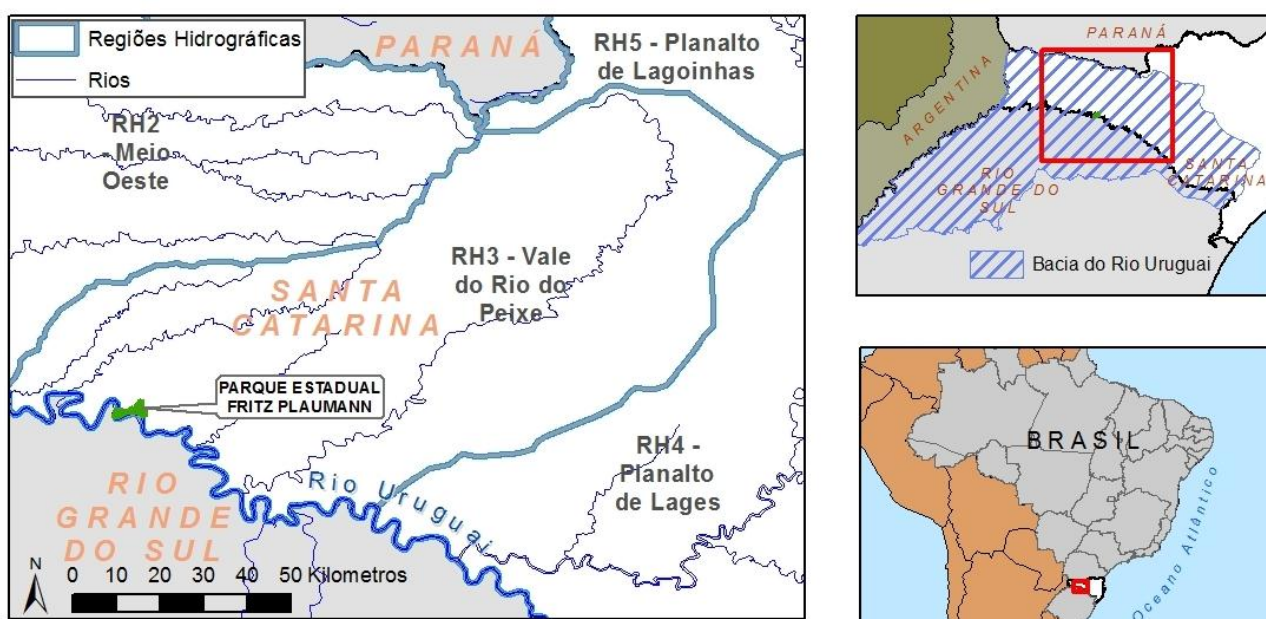 Regiões Hidrográficas
Rios
PARANÁ
RH5 - Planalto
de Lagoinhas
RH2
- Meio
Oeste
RH3 - Vale
do Rio do
Peixe
SANTA
CATARINA
PARQUE ESTADUAL
FRITZ PLAUMANN
RH4 -
Planalto
de Lages
Rio Uruguai
RIO
GRANDE
DO SUL
N
0 10 20 30 40 50 Kilometros
PARANÁ
ARGENTINA
SANTA
CATARINA
RIO
GRANDE DO
SUL
Bacia do Rio Uruguai
BRASIL
Oceano Atlântico